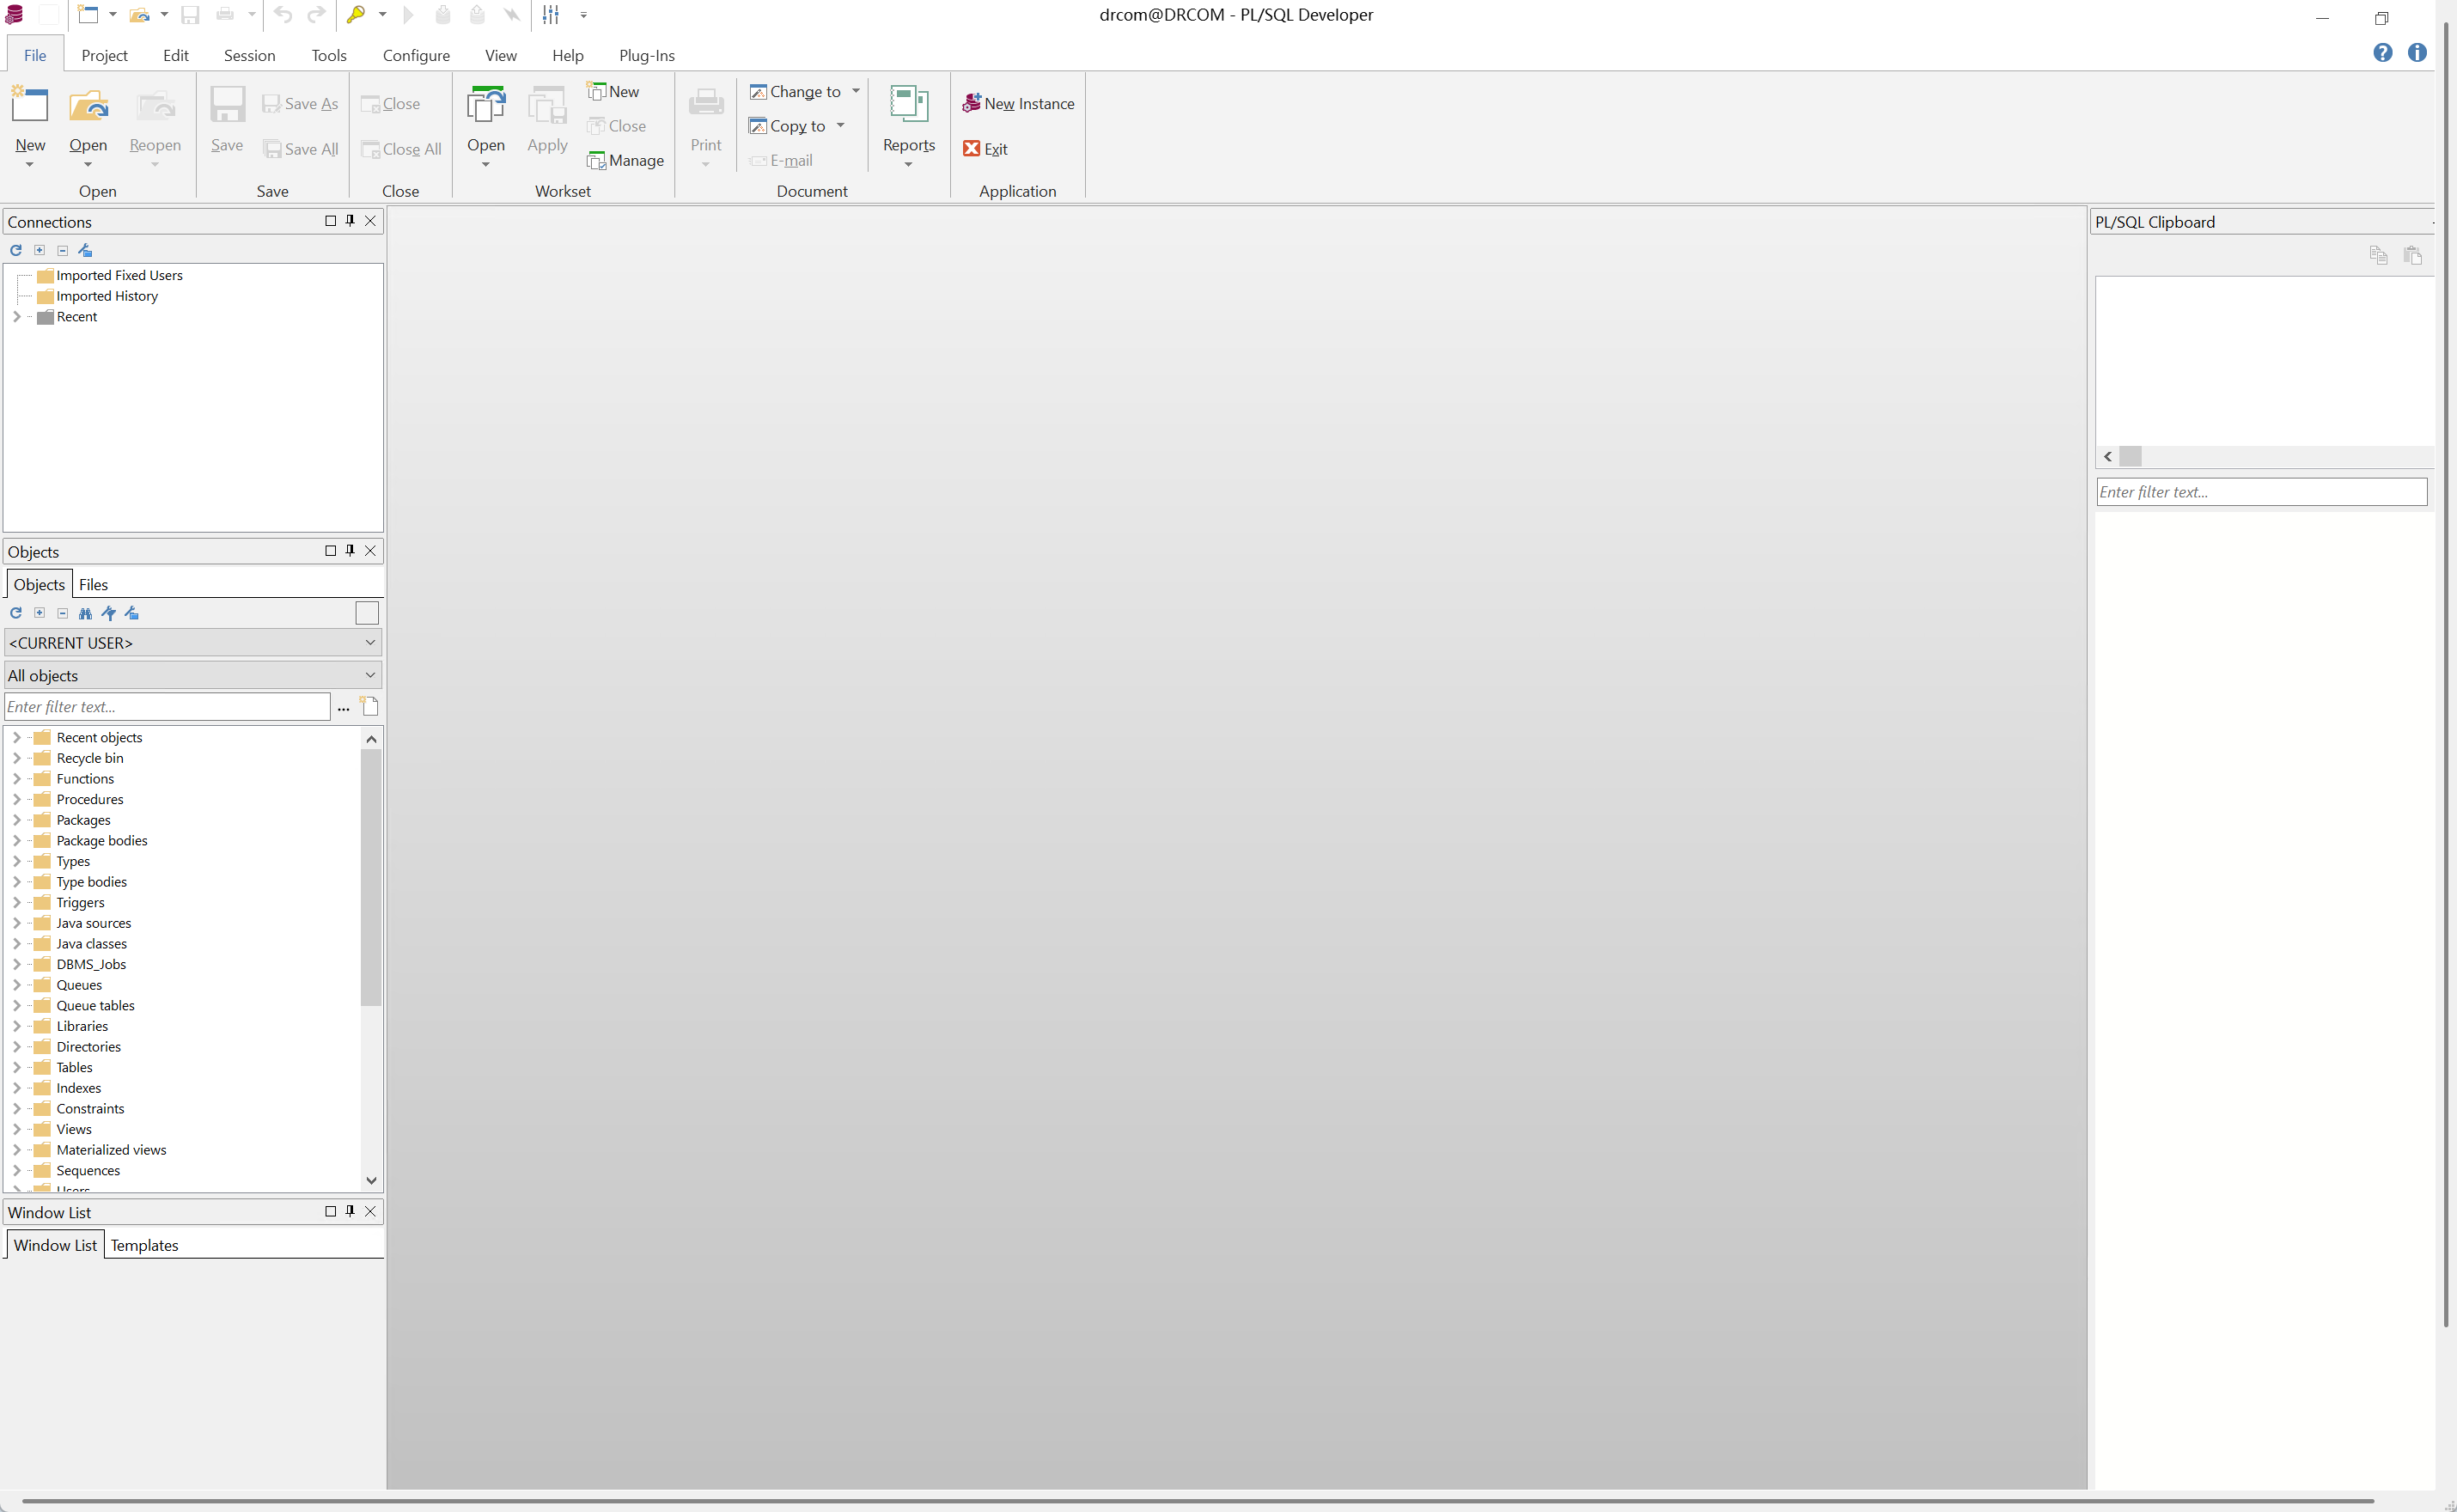 drcom@DRCOM - PL/SQL Developer
File Project Edit Session Tools Configure View Help Plug-Ins
New Open Reopen
Open
Save Save As Save All
Save
Close Close All
Close
Open Apply New Close Manage
Workset
Print Change to Copy to E-mail Reports
Document
New Instance
Exit
Application
Connections
Imported Fixed Users
Imported History
Recent
Objects
Objects Files
<CURRENT USER>
All objects
Enter filter text...
Recent objects
Recycle bin
Functions
Procedures
Packages
Package bodies
Types
Type bodies
Triggers
Java sources
Java classes
DBMS_Jobs
Queues
Queue tables
Libraries
Directories
Tables
Indexes
Constraints
Views
Materialized views
Sequences
Users
Window List
Window List Templates
PL/SQL Clipboard
Enter filter text...